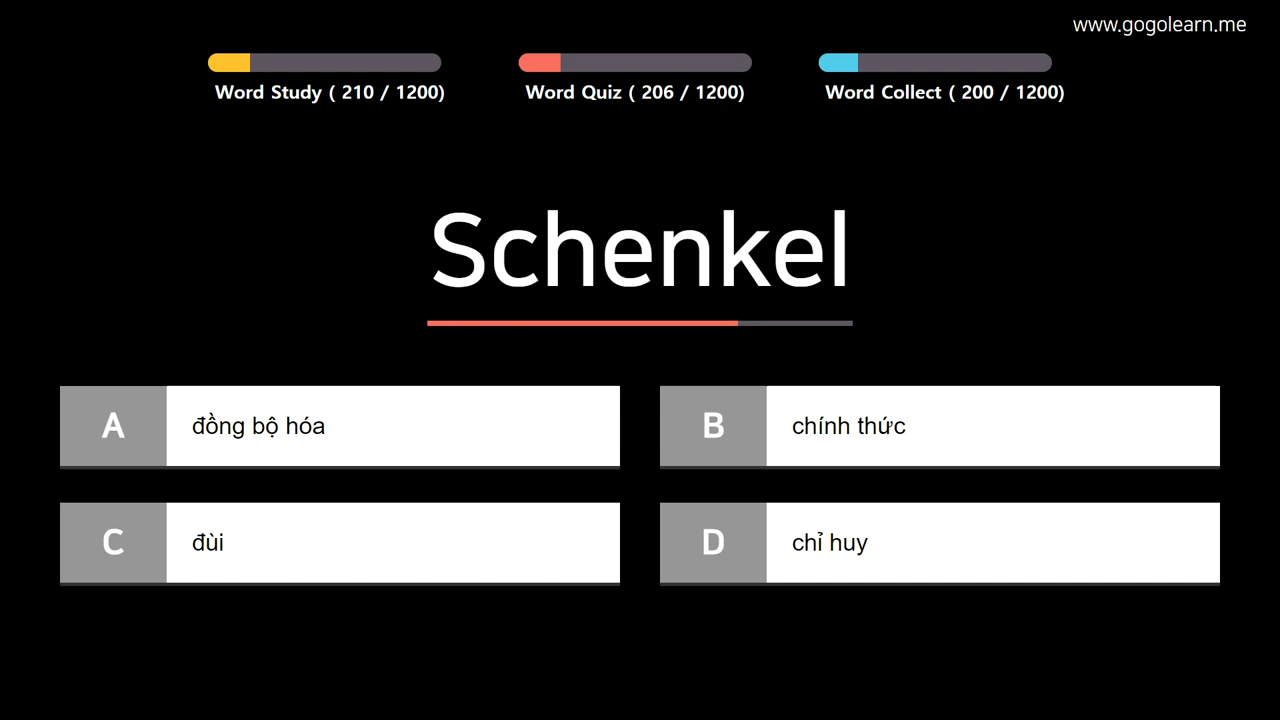 www.gogolearn.me
Word Study ( 210 / 1200)
Word Quiz ( 206 / 1200)
Word Collect ( 200 / 1200)
Schenkel
A
đồng bộ hóa
B
chính thức
C
đùi
D
chỉ huy